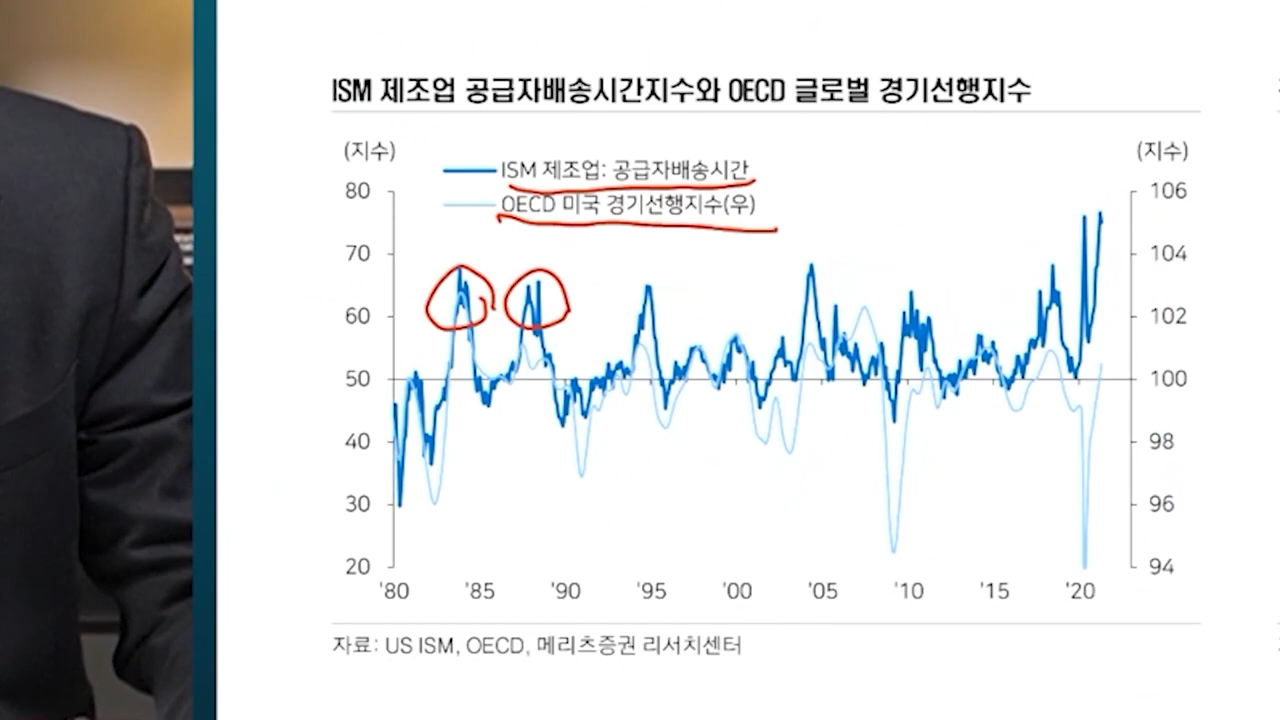 ISM 제조업 공급자배송시간지수와 OECD 글로벌 경기선행지수
(지수) (지수)
ISM 제조업: 공급자배송시간
OECD 미국 경기선행지수(우)
80 106
70 104
60 102
50 100
40 98
30 96
20 94
'80 '85 '90 '95 '00 '05 '10 '15 '20
자료: US ISM, OECD, 메리츠증권 리서치센터